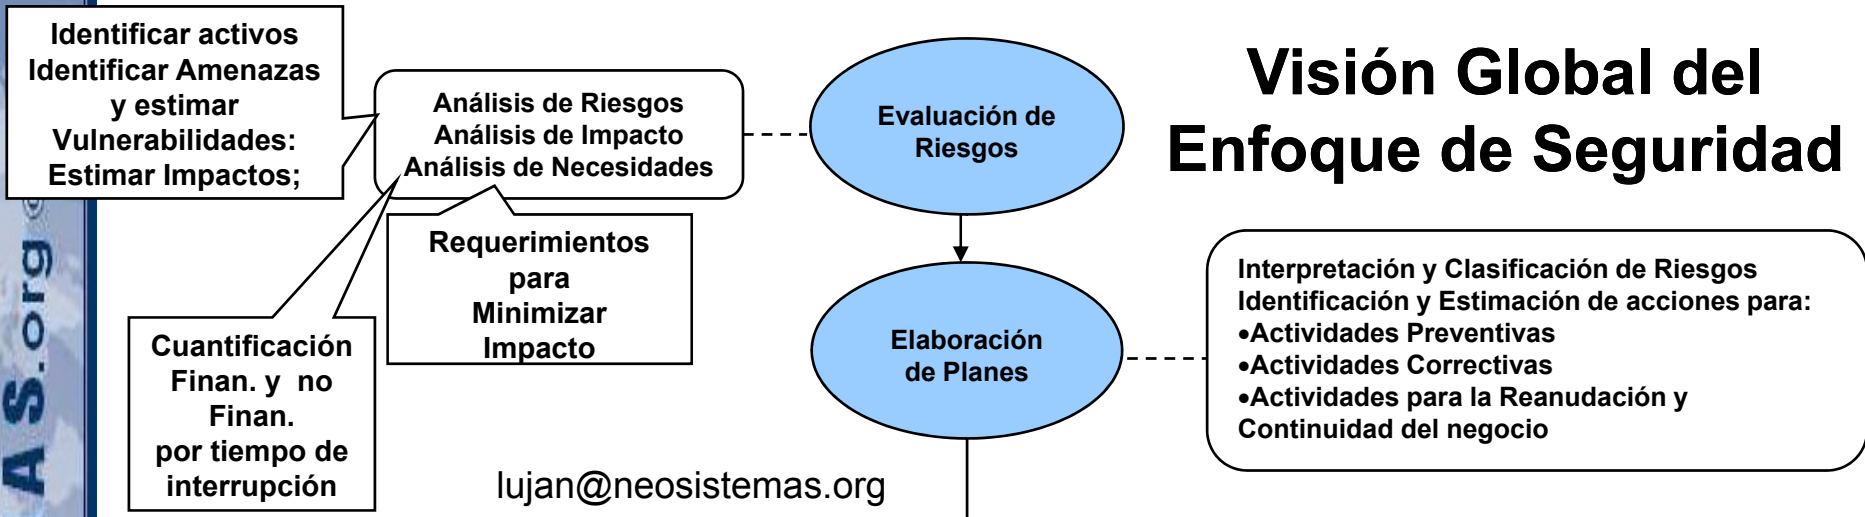 Identificar activos
Identificar Amenazas
y estimar
Vulnerabilidades:
Estimar Impactos;
Análisis de Riesgos
Análisis de Impacto
Análisis de Necesidades
Evaluación de
Riesgos
Visión Global del
Enfoque de Seguridad
Requerimientos
para
Minimizar
Impacto
Cuantificación
Finan. y no
Finan.
por tiempo de
interrupción
Elaboración
de Planes
Interpretación y Clasificación de Riesgos
Identificación y Estimación de acciones para:
•Actividades Preventivas
•Actividades Correctivas
•Actividades para la Reanudación y
Continuidad del negocio
lujan@neosistemas.org
AS.org